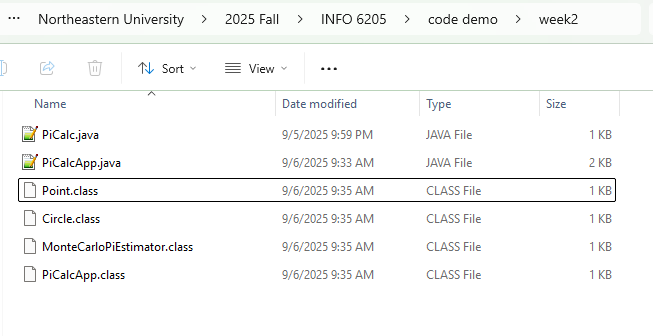 ··· Northeastern University > 2025 Fall > INFO 6205 > code demo > week2
Sort View ···
Name Date modified Type Size
PiCalc.java 9/5/2025 9:59 PM JAVA File 1 KB
PiCalcApp.java 9/6/2025 9:33 AM JAVA File 2 KB
Point.class 9/6/2025 9:35 AM CLASS File 1 KB
Circle.class 9/6/2025 9:35 AM CLASS File 1 KB
MonteCarloPiEstimator.class 9/6/2025 9:35 AM CLASS File 1 KB
PiCalcApp.class 9/6/2025 9:35 AM CLASS File 1 KB